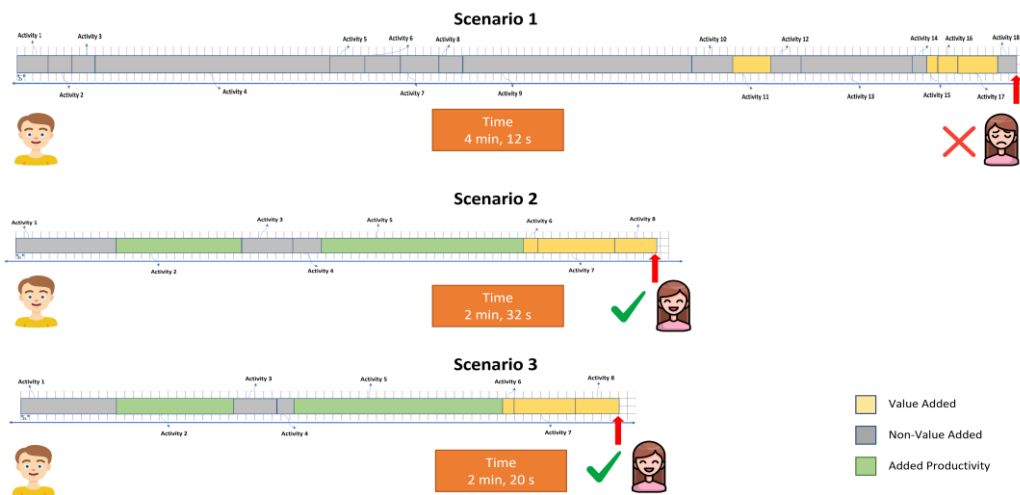 Scenario 1
Activity 1
Activity 3
Activity 5
Activity 6
Activity 8
Activity 10
Activity 12
Activity 14
Activity 16
Activity 18
Activity 2
Activity 4
Activity 7
Activity 9
Activity 11
Activity 13
Activity 15
Activity 17
Time
4 min, 12 s
Scenario 2
Activity 1
Activity 3
Activity 5
Activity 6
Activity 8
Activity 2
Activity 4
Activity 7
Time
2 min, 32 s
Scenario 3
Activity 1
Activity 3
Activity 5
Activity 6
Activity 8
Activity 2
Activity 4
Activity 7
Time
2 min, 20 s
Value Added
Non-Value Added
Added Productivity